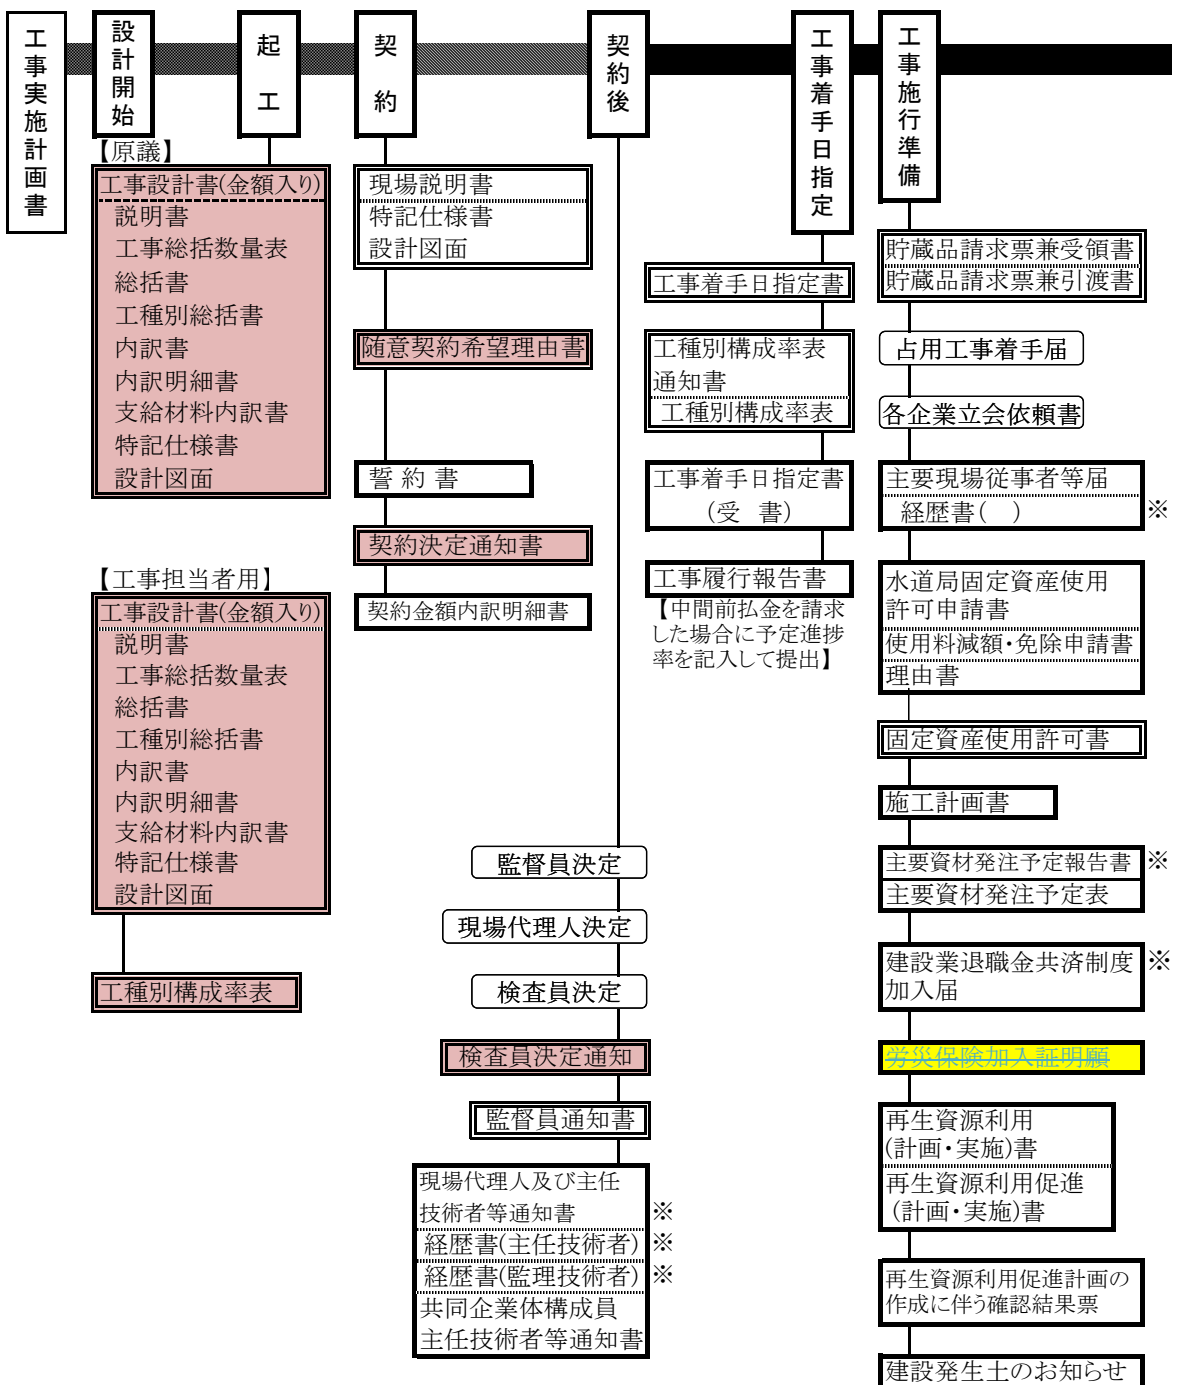 工事実施計画書
設計開始
起工
契約
契約後
工事着手日指定
工事施行準備
【原議】
工事設計書(金額入り)
説明書
工事総括数量表
総括書
工種別総括書
内訳書
内訳明細書
支給材料内訳書
特記仕様書
設計図面
【工事担当者用】
工事設計書(金額入り)
説明書
工事総括数量表
総括書
工種別総括書
内訳書
内訳明細書
支給材料内訳書
特記仕様書
設計図面
工種別構成率表
現場説明書
特記仕様書
設計図面
随意契約希望理由書
誓約書
契約決定通知書
契約金額内訳明細書
監督員決定
現場代理人決定
検査員決定
検査員決定通知
監督員通知書
現場代理人及び主任
技術者等通知書 ※
経歴書(主任技術者) ※
経歴書(監理技術者) ※
共同企業体構成員
主任技術者等通知書
工事着手日指定書
工種別構成率表
通知書
工種別構成率表
工事着手日指定書
(受 書)
工事履行報告書
【中間前払金を請求
した場合に予定進捗
率を記入して提出】
貯蔵品請求票兼受領書
貯蔵品請求票兼引渡書
占用工事着手届
各企業立会依頼書
主要現場従事者等届
経歴書( ) ※
水道局固定資産使用
許可申請書
使用料減額・免除申請書
理由書
固定資産使用許可書
施工計画書
主要資材発注予定報告書 ※
主要資材発注予定表
建設業退職金共済制度 ※
加入届
労災保険加入証明願
再生資源利用
(計画・実施)書
再生資源利用促進
(計画・実施)書
再生資源利用促進計画の
作成に伴う確認結果票
建設発生土のお知らせ